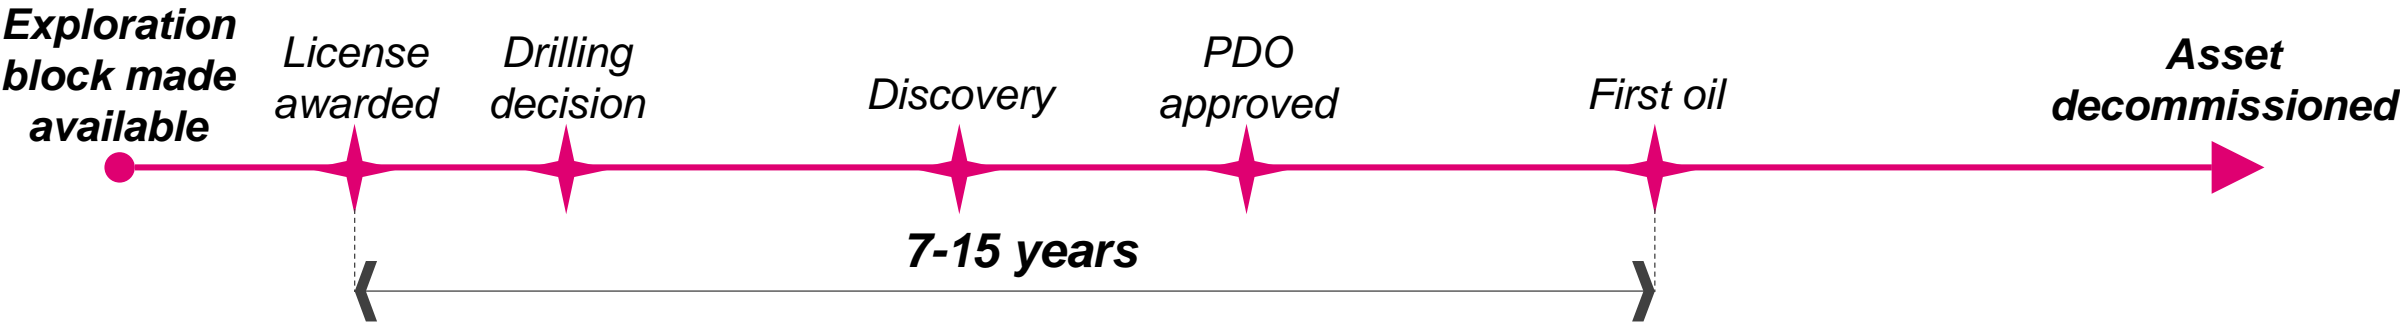 Exploration
block made
available
License
awarded
Drilling
decision
Discovery
PDO
approved
First oil
Asset
decommissioned
7-15 years